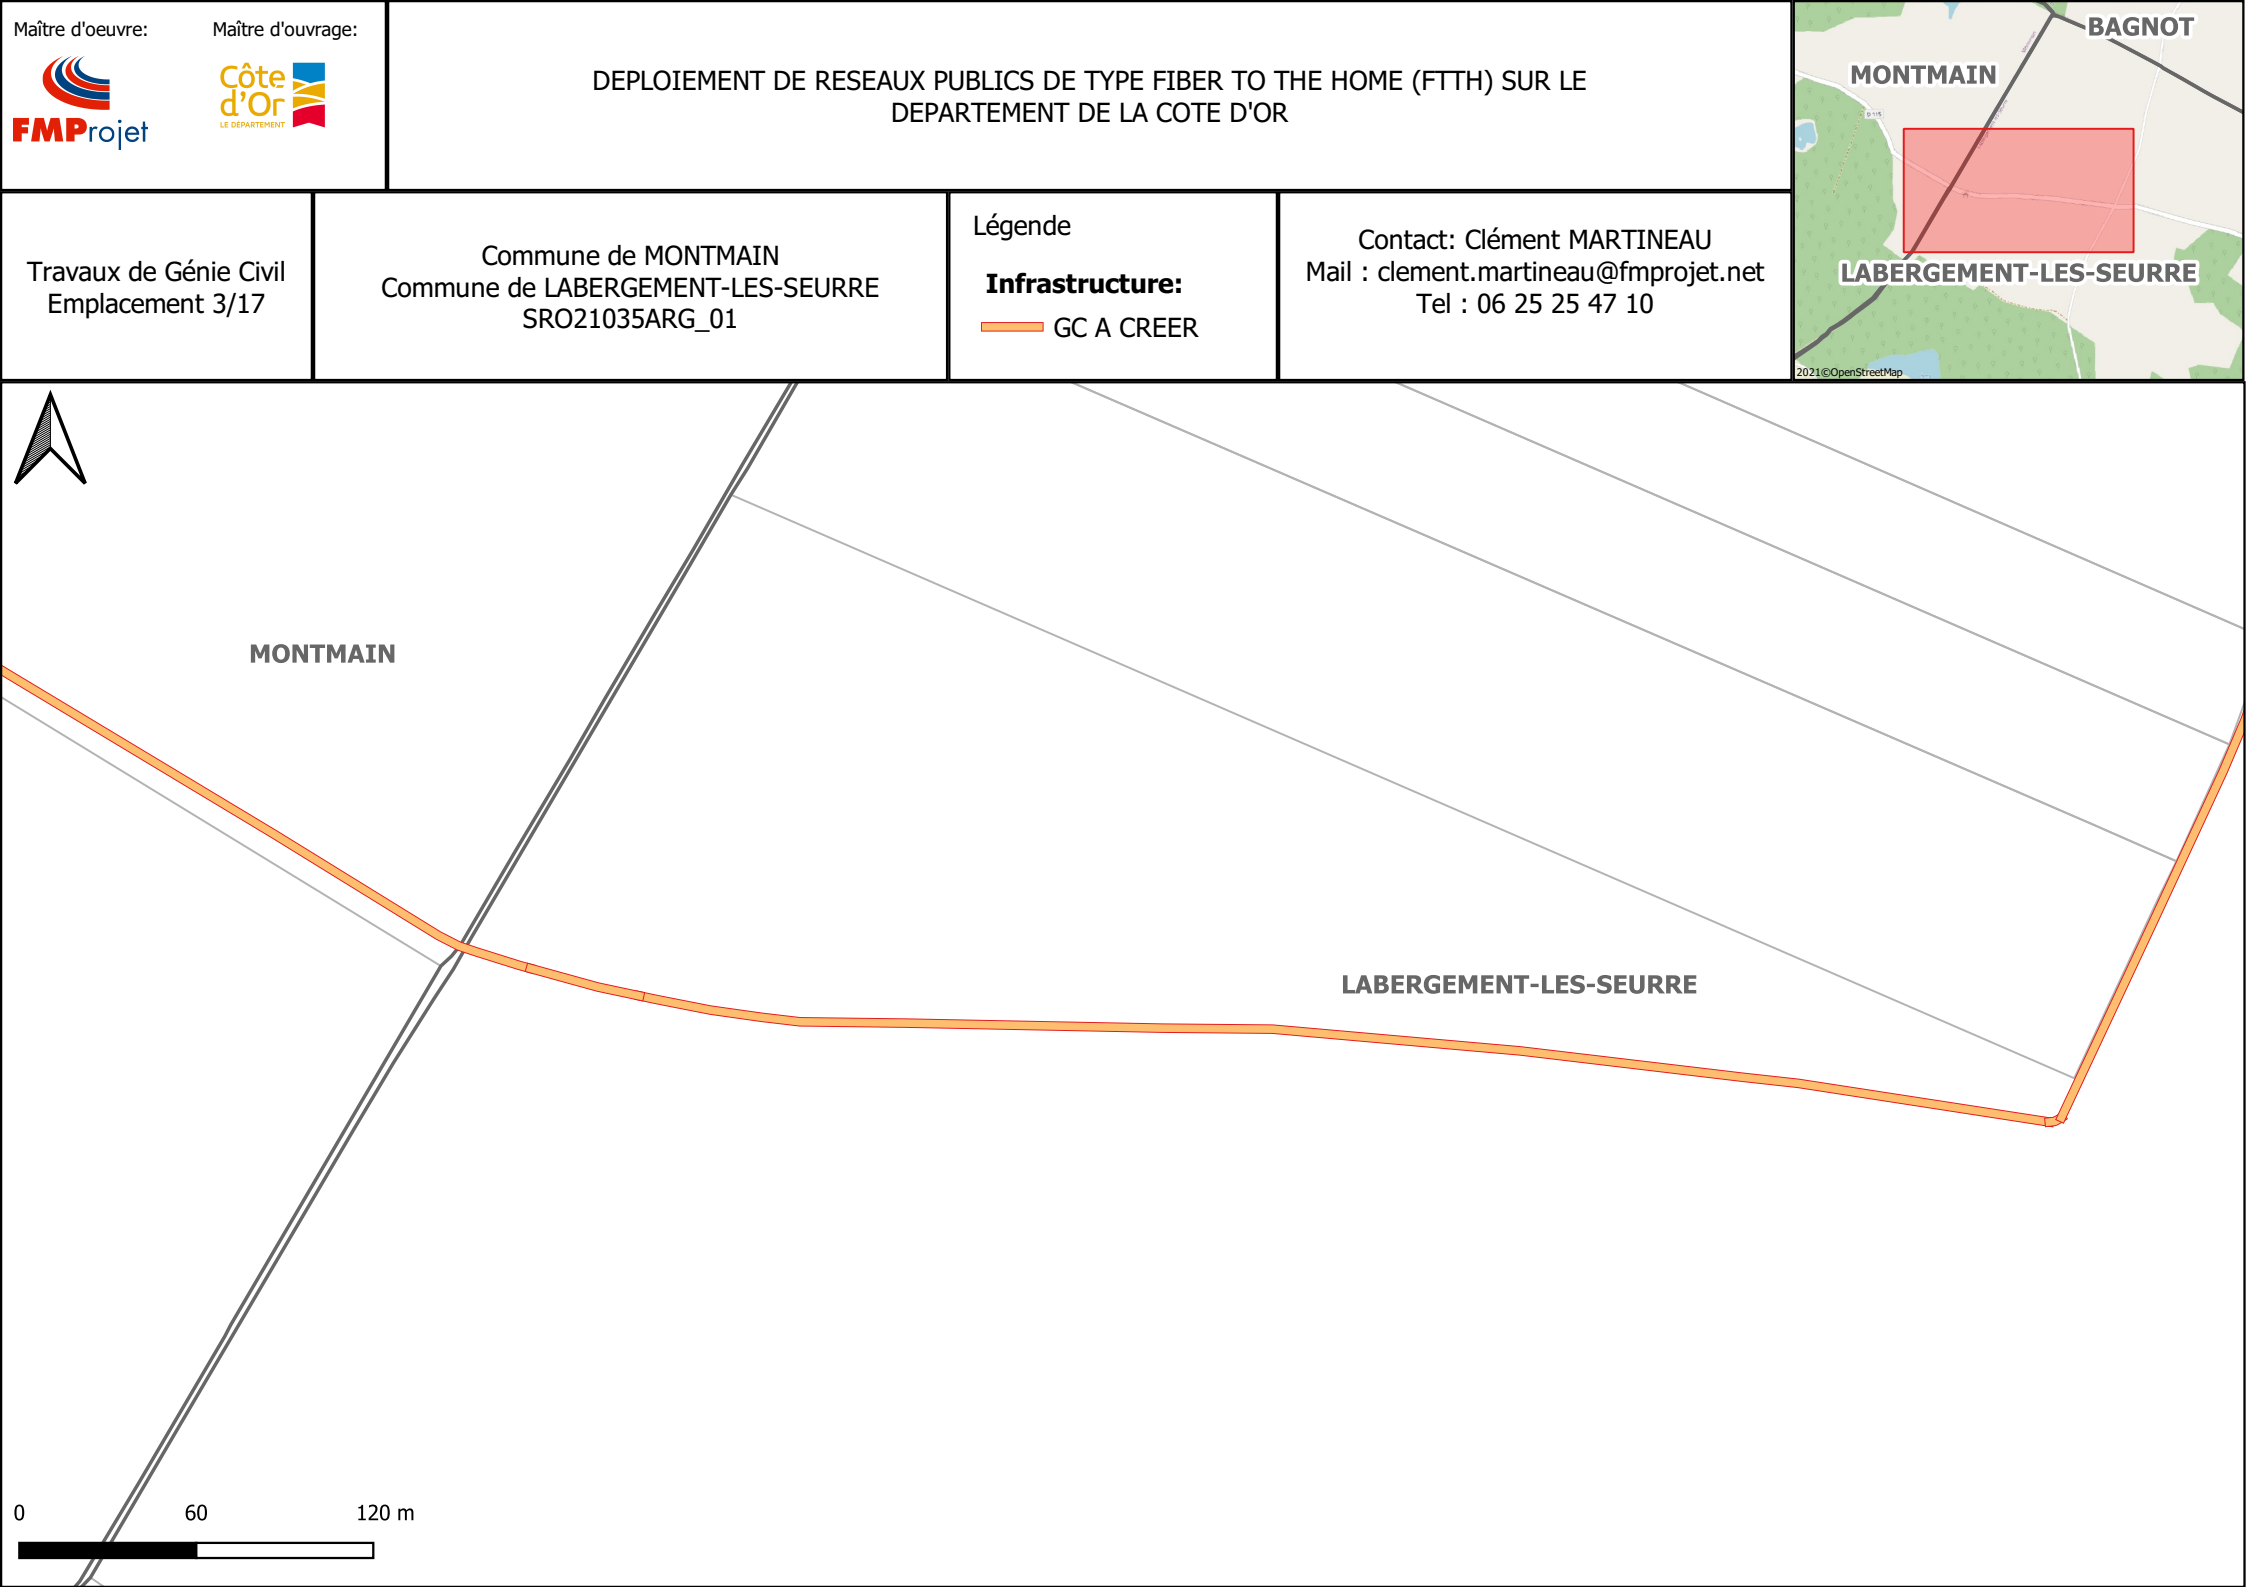 Maître d'oeuvre:
Maître d'ouvrage:
FMProjet
Côte
d'Or
LE DÉPARTEMENT
DEPLOIEMENT DE RESEAUX PUBLICS DE TYPE FIBER TO THE HOME (FTTH) SUR LE
DEPARTEMENT DE LA COTE D'OR
Travaux de Génie Civil
Emplacement 3/17
Commune de MONTMAIN
Commune de LABERGEMENT-LES-SEURRE
SRO21035ARG_01
Légende
Infrastructure:
GC A CREER
Contact: Clément MARTINEAU
Mail : clement.martineau@fmprojet.net
Tel : 06 25 25 47 10
BAGNOT
MONTMAIN
LABERGEMENT-LES-SEURRE
2021©OpenStreetMap
MONTMAIN
LABERGEMENT-LES-SEURRE
0
60
120 m